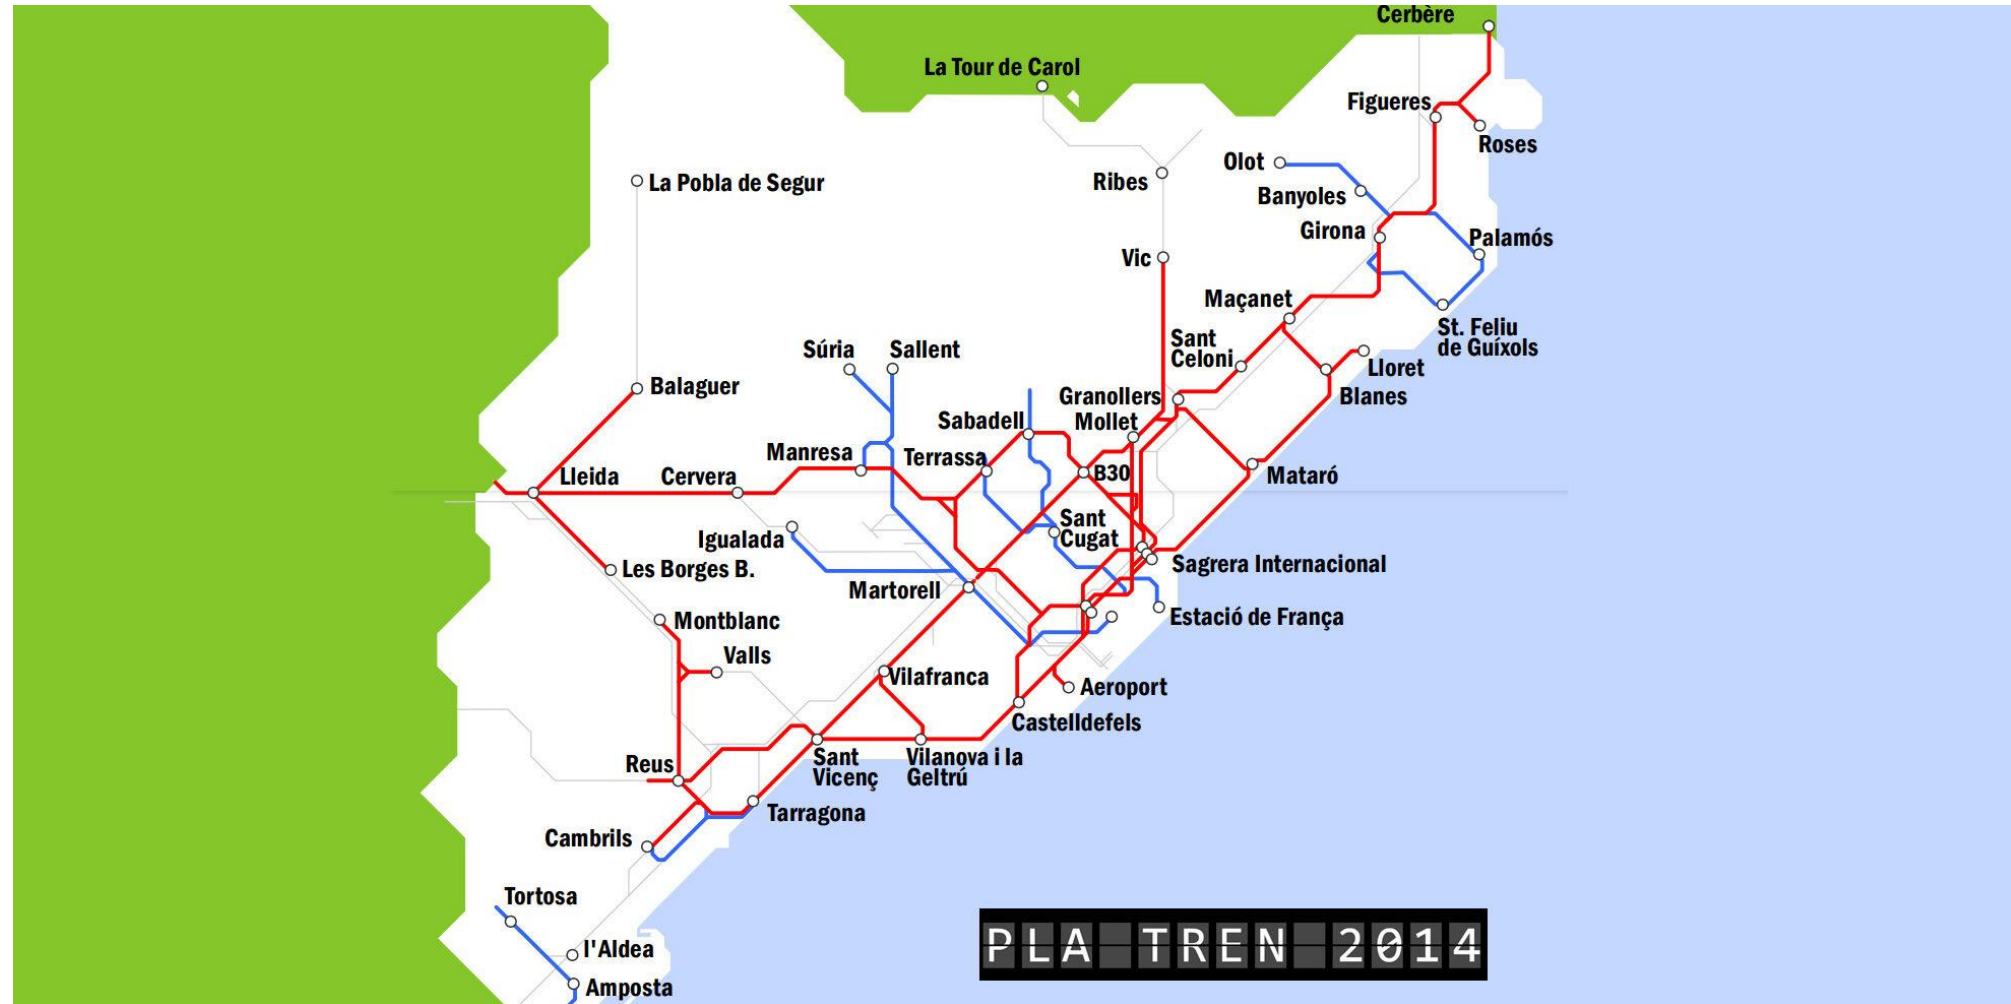 Cerbère
La Tour de Carol
Figueres
Roses
Olot
La Pobla de Segur
Ribes
Banyoles
Girona
Palamós
Vic
Maçanet
St. Feliu
de Guíxols
Súria
Sallent
Sant
Celoni
Lloret
Balaguer
Granollers
Blanes
Sabadell
Mollet
Manresa
Terrassa
B30
Mataró
Lleida
Cervera
Sant
Cugat
Igualada
Sagrera Internacional
Les Borges B.
Martorell
Estació de França
Montblanc
Valls
Vilafranca
Aeroport
Castelldefels
Reus
Sant
Vicenç
Vilanova i la
Geltrú
Tarragona
Cambrils
Tortosa
l'Aldea
Amposta
PLA TREN 2014